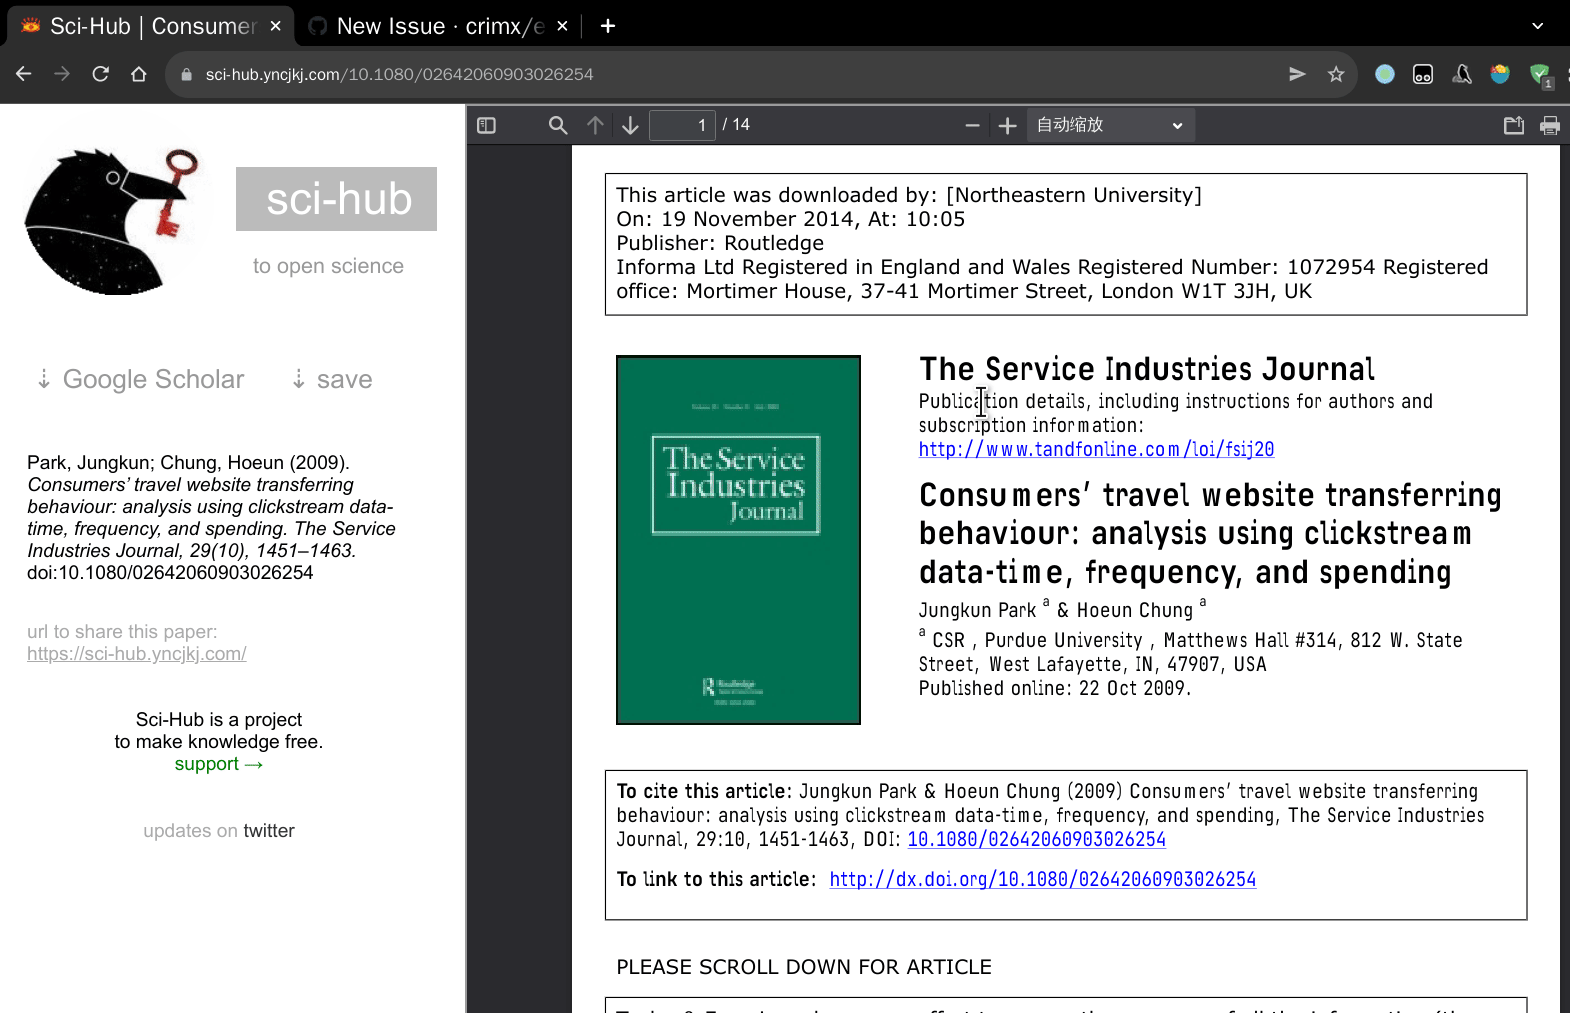 Sci-Hub | Consumer
New Issue · crimx/e
sci-hub.yncjkj.com/10.1080/02642060903026254
1
1 / 14
自动缩放
sci-hub
to open science
⇣ Google Scholar ⇣ save
Park, Jungkun; Chung, Hoeun (2009).
Consumers’ travel website transferring
behaviour: analysis using clickstream data-
time, frequency, and spending. The Service
Industries Journal, 29(10), 1451–1463.
doi:10.1080/02642060903026254
url to share this paper:
https://sci-hub.yncjkj.com/
Sci-Hub is a project
to make knowledge free.
support →
updates on twitter
This article was downloaded by: [Northeastern University]
On: 19 November 2014, At: 10:05
Publisher: Routledge
Informa Ltd Registered in England and Wales Registered Number: 1072954 Registered
office: Mortimer House, 37-41 Mortimer Street, London W1T 3JH, UK
The Service
Industries
Journal
Routledge
The Service Industries Journal
Publication details, including instructions for authors and
subscription information:
http://www.tandfonline.com/loi/fsij20
Consumers’ travel website transferring
behaviour: analysis using clickstream
data-time, frequency, and spending
Jungkun Park a & Hoeun Chung a
a CSR , Purdue University , Matthews Hall #314, 812 W. State
Street, West Lafayette, IN, 47907, USA
Published online: 22 Oct 2009.
To cite this article: Jungkun Park & Hoeun Chung (2009) Consumers’ travel website transferring
behaviour: analysis using clickstream data-time, frequency, and spending, The Service Industries
Journal, 29:10, 1451-1463, DOI: 10.1080/02642060903026254
To link to this article: http://dx.doi.org/10.1080/02642060903026254
PLEASE SCROLL DOWN FOR ARTICLE